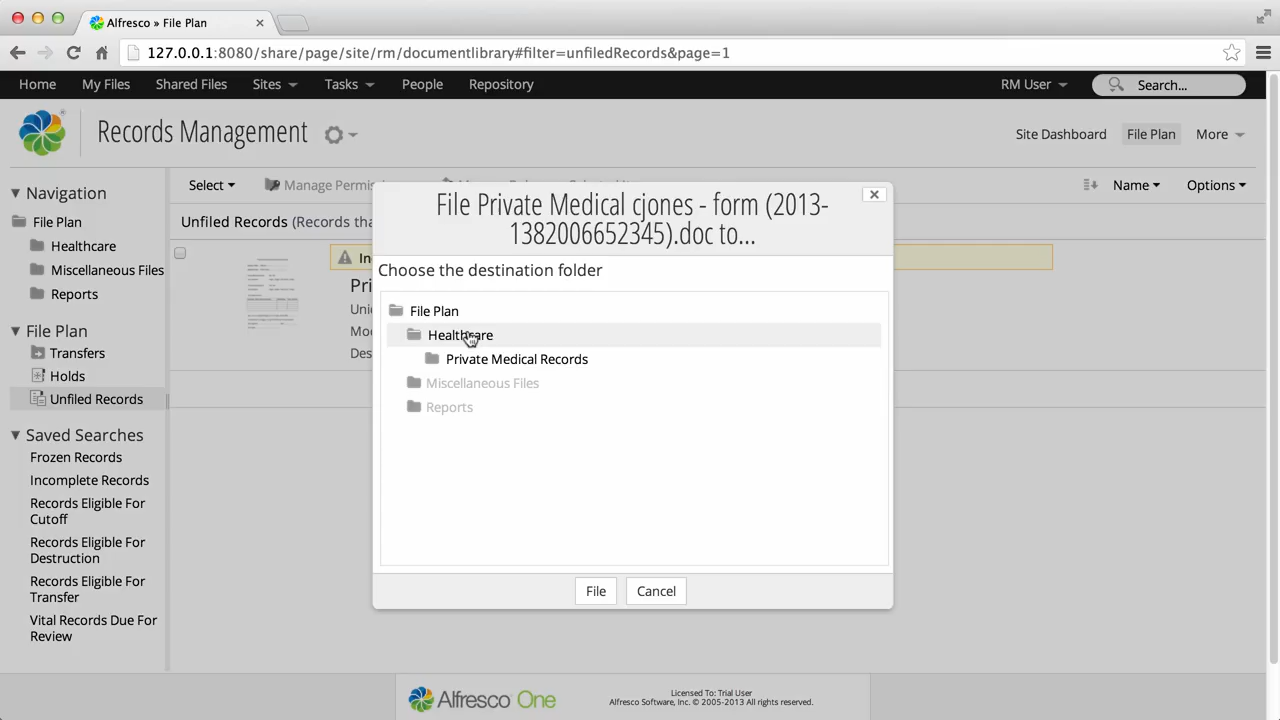 Alfresco » File Plan
127.0.0.1:8080/share/page/site/rm/documentlibrary#filter=unfiledRecords&page=1
Home My Files Shared Files Sites Tasks People Repository RM User Search...
Records Management Site Dashboard File Plan More
Navigation
File Plan
Healthcare
Miscellaneous Files
Reports
File Plan
Transfers
Holds
Unfiled Records
Saved Searches
Frozen Records
Incomplete Records
Records Eligible For
Cutoff
Records Eligible For
Destruction
Records Eligible For
Transfer
Vital Records Due For
Review
Select Manage Permis Name Options
Unfiled Records (Records tha
In
Pri
Uni
Mod
Des
File Private Medical cjones - form (2013-
1382006652345).doc to...
Choose the destination folder
File Plan
Healthcare
Private Medical Records
Miscellaneous Files
Reports
File Cancel
Alfresco One
Licensed To: Trial User
Alfresco Software, Inc. © 2005-2013 All rights reserved.